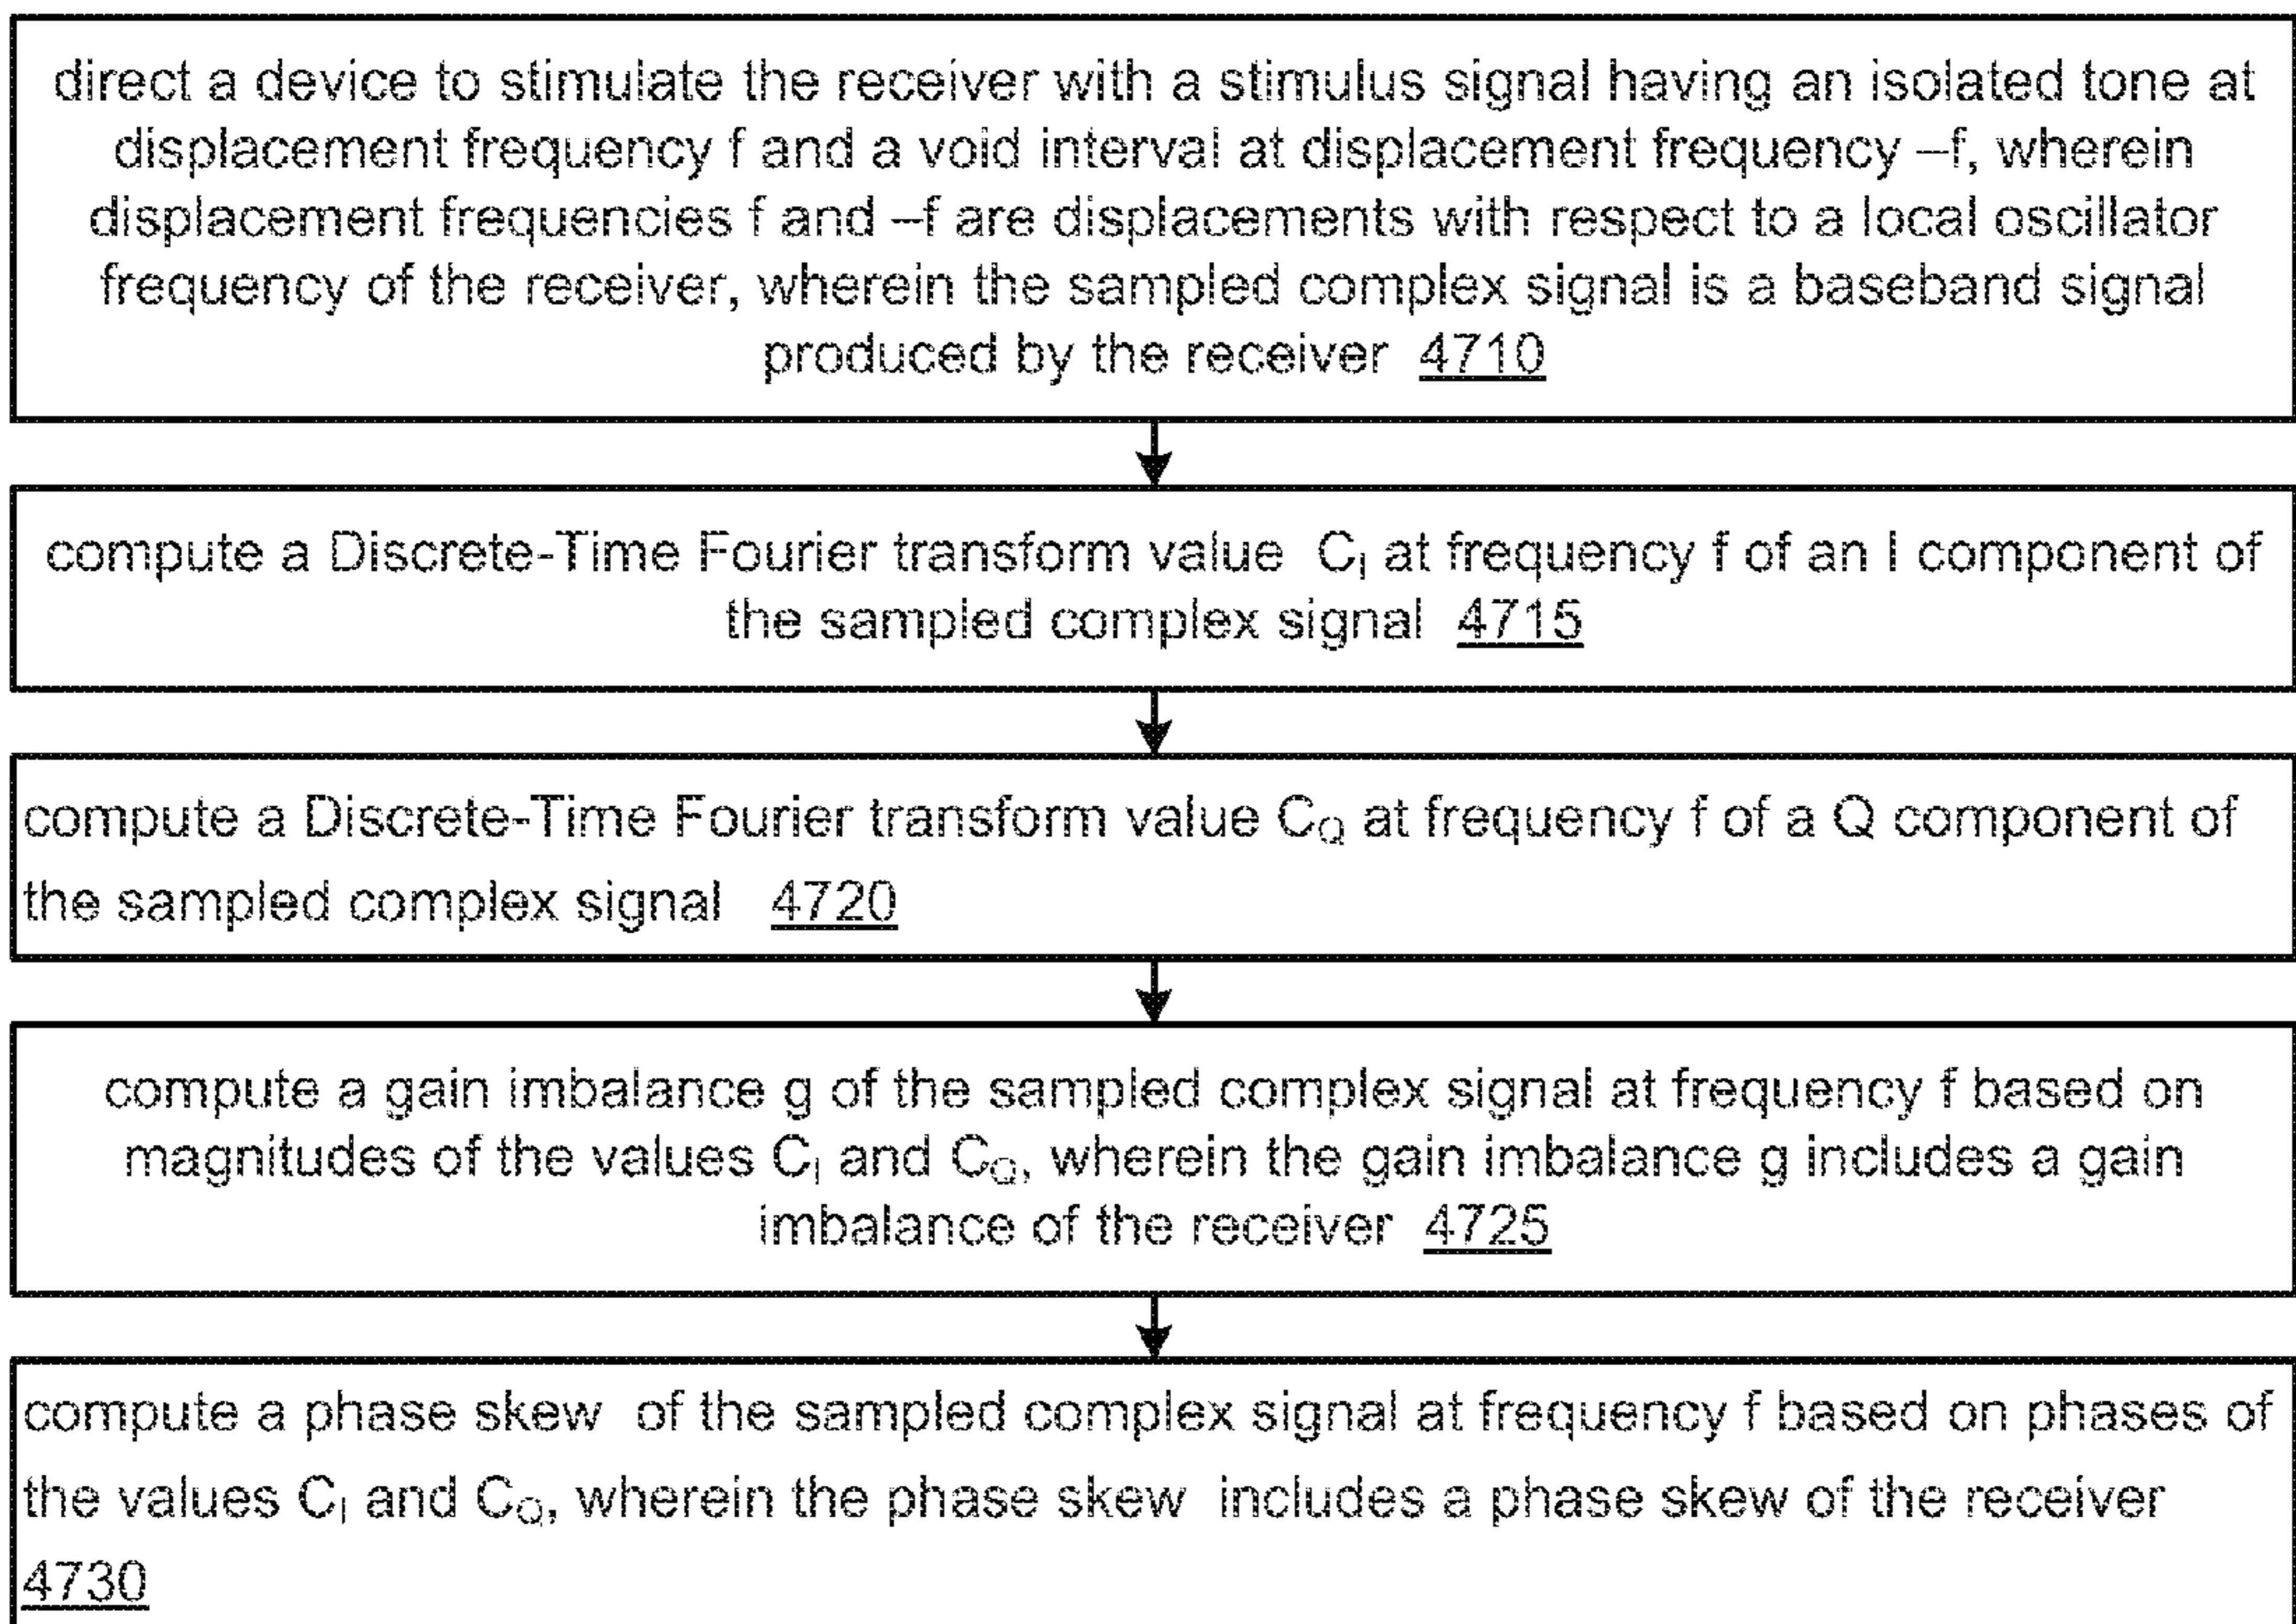 direct a device to stimulate the receiver with a stimulus signal having an isolated tone at
displacement frequency f and a void interval at displacement frequency –f, wherein
displacement frequencies f and –f are displacements with respect to a local oscillator
frequency of the receiver, wherein the sampled complex signal is a baseband signal
produced by the receiver 4710
compute a Discrete-Time Fourier transform value C_I at frequency f of an I component of
the sampled complex signal 4715
compute a Discrete-Time Fourier transform value C_Q at frequency f of a Q component of
the sampled complex signal 4720
compute a gain imbalance g of the sampled complex signal at frequency f based on
magnitudes of the values C_I and C_Q, wherein the gain imbalance g includes a gain
imbalance of the receiver 4725
compute a phase skew of the sampled complex signal at frequency f based on phases of
the values C_I and C_Q, wherein the phase skew includes a phase skew of the receiver
4730